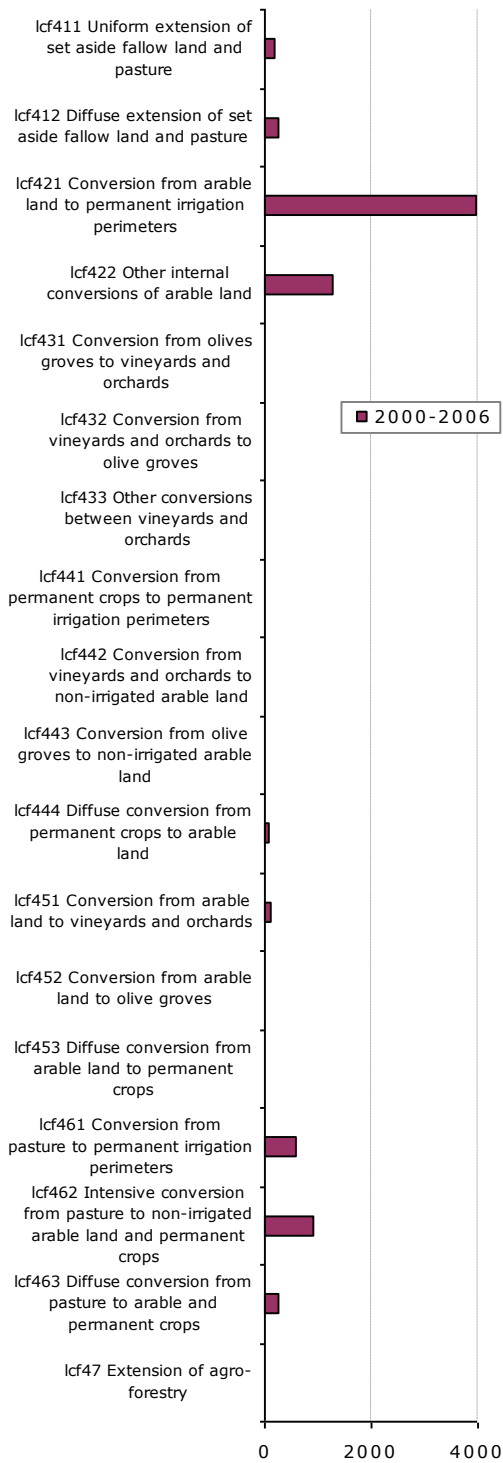 lcf411 Uniform extension of
set aside fallow land and
pasture
lcf412 Diffuse extension of set
aside fallow land and pasture
lcf421 Conversion from arable
land to permanent irrigation
perimeters
lcf422 Other internal
conversions of arable land
lcf431 Conversion from olives
groves to vineyards and
orchards
lcf432 Conversion from
vineyards and orchards to
olive groves
2000-2006
lcf433 Other conversions
between vineyards and
orchards
lcf441 Conversion from
permanent crops to permanent
irrigation perimeters
lcf442 Conversion from
vineyards and orchards to
non-irrigated arable land
lcf443 Conversion from olive
groves to non-irrigated arable
land
lcf444 Diffuse conversion from
permanent crops to arable
land
lcf451 Conversion from arable
land to vineyards and orchards
lcf452 Conversion from arable
land to olive groves
lcf453 Diffuse conversion from
arable land to permanent
crops
lcf461 Conversion from
pasture to permanent irrigation
perimeters
lcf462 Intensive conversion
from pasture to non-irrigated
arable land and permanent
crops
lcf463 Diffuse conversion from
pasture to arable and
permanent crops
lcf47 Extension of agro-
forestry
0 2000 4000